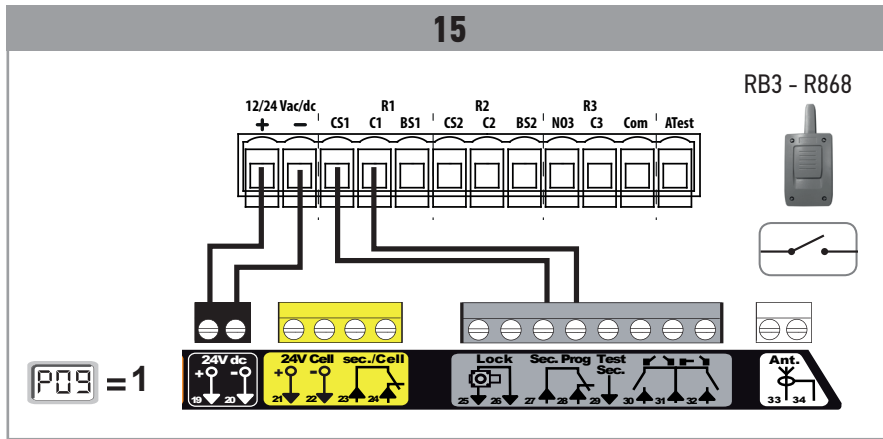 15
RB3 - R868
12/24 Vac/dc R1 R2 R3
+ - CS1 C1 BS1 CS2 C2 BS2 NO3 C3 Com ATest
P09 = 1
24V dc 24V Cell sec./Cell Lock Sec. Prog Test Sec. Ant.
+ - + -
19 20 21 22 23 24 25 26 27 28 29 30 31 32 33 34